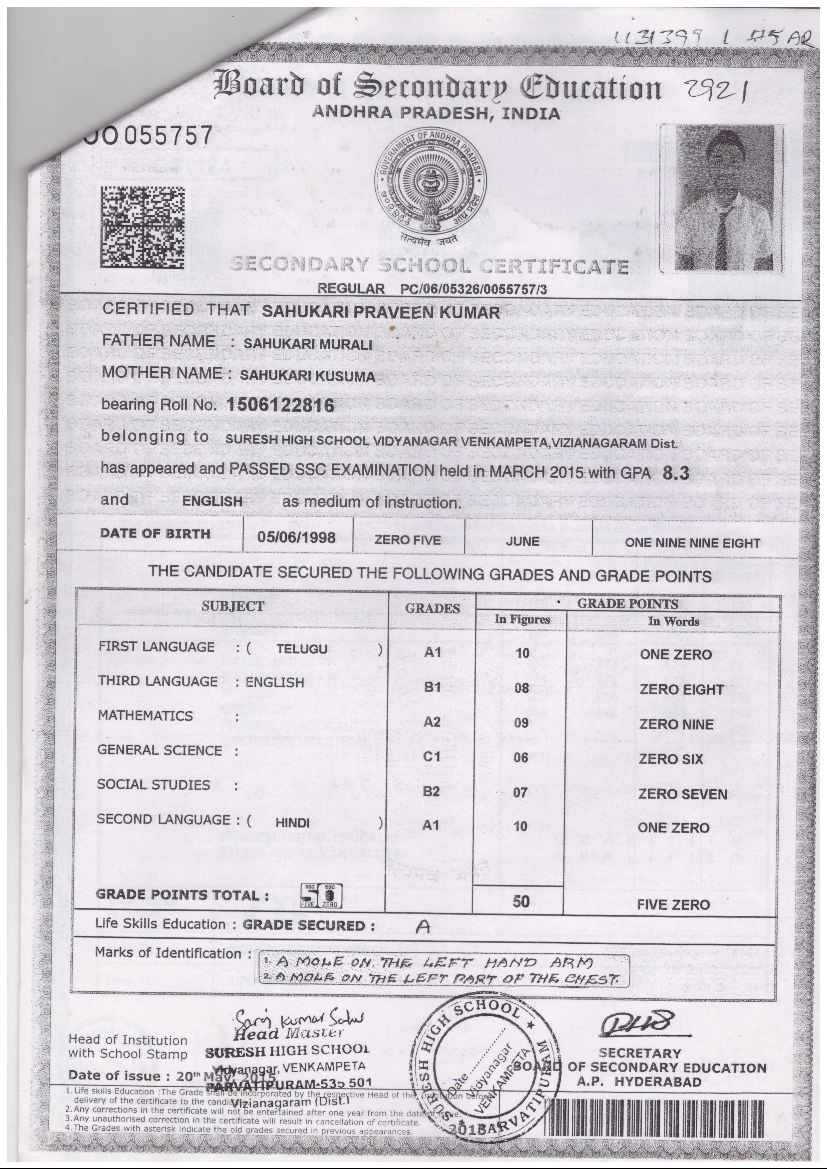 1131399 1
Board of Secondary Education 2921
ANDHRA PRADESH, INDIA
OO 055757
GOVERNMENT OF ANDHRA PRADESH
सत्यमेव जयते
SECONDARY SCHOOL CERTIFICATE
REGULAR PC/06/05326/0055757/3
CERTIFIED THAT SAHUKARI PRAVEEN KUMAR
FATHER NAME : SAHUKARI MURALI
MOTHER NAME : SAHUKARI KUSUMA
bearing Roll No. 1506122816
belonging to SURESH HIGH SCHOOL VIDYANAGAR VENKAMPETA,VIZIANAGARAM Dist.
has appeared and PASSED SSC EXAMINATION held in MARCH 2015 with GPA 8.3
and ENGLISH as medium of instruction.
DATE OF BIRTH 05/06/1998 ZERO FIVE JUNE ONE NINE NINE EIGHT
THE CANDIDATE SECURED THE FOLLOWING GRADES AND GRADE POINTS
SUBJECT GRADES GRADE POINTS
In Figures In Words
FIRST LANGUAGE : ( TELUGU ) A1 10 ONE ZERO
THIRD LANGUAGE : ENGLISH B1 08 ZERO EIGHT
MATHEMATICS : A2 09 ZERO NINE
GENERAL SCIENCE : C1 06 ZERO SIX
SOCIAL STUDIES : B2 07 ZERO SEVEN
SECOND LANGUAGE : ( HINDI ) A1 10 ONE ZERO
GRADE POINTS TOTAL : SSC SSC 5 0 FIVE ZERO 50 FIVE ZERO
Life Skills Education : GRADE SECURED : A
Marks of Identification : 1. A MOLE ON THE LEFT HAND ARM
2. A MOLE ON THE LEFT PART OF THE CHEST.
Saroj Kumar Sahu
Head of Institution
with School Stamp
Head Master
SURESH HIGH SCHOOL
Vidyanagar, VENKAMPETA
PARVATIPURAM-535 501
Vizianagaram (Dist.)
SURESH HIGH SCHOOL ★ PARVATIPURAM ★
Date
Vidyanagar
VENKAMPETA
2015
SECRETARY
BOARD OF SECONDARY EDUCATION
A.P. HYDERABAD
Date of issue : 20th May, 2015
1. Life skills Education :The Grade shall be incorporated by the respective Head of the Institution before
delivery of the certificate to the candidate.
2. Any corrections in the certificate will not be entertained after one year from the date of issue.
3. Any unauthorised correction in the certificate will result in cancellation of certificate.
4. The Grades with asterisk indicate the old grades secured in previous appearances.